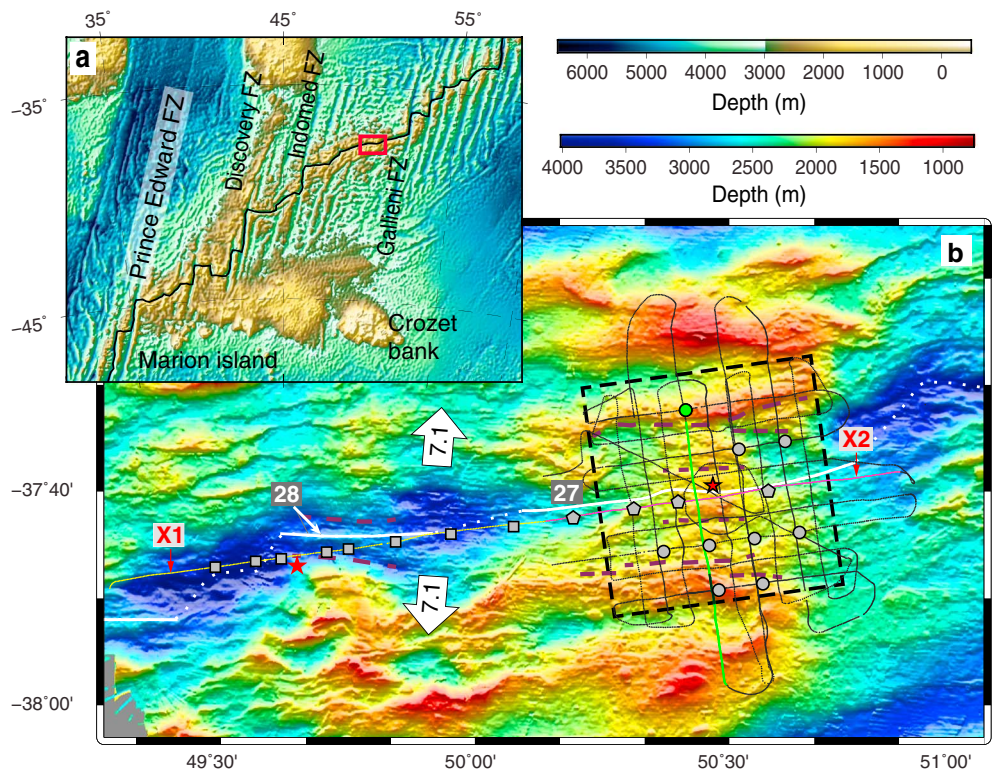 35°
45°
55°
a
−35°
−45°
Prince Edward FZ
Discovery FZ
Indomed FZ
Gallieni FZ
Crozet
bank
Marion island
6000 5000 4000 3000 2000 1000 0
Depth (m)
4000 3500 3000 2500 2000 1500 1000
Depth (m)
b
7.1
X2
−37°40'
28
27
X1
7.1
−38°00'
49°30'
50°00'
50°30'
51°00'